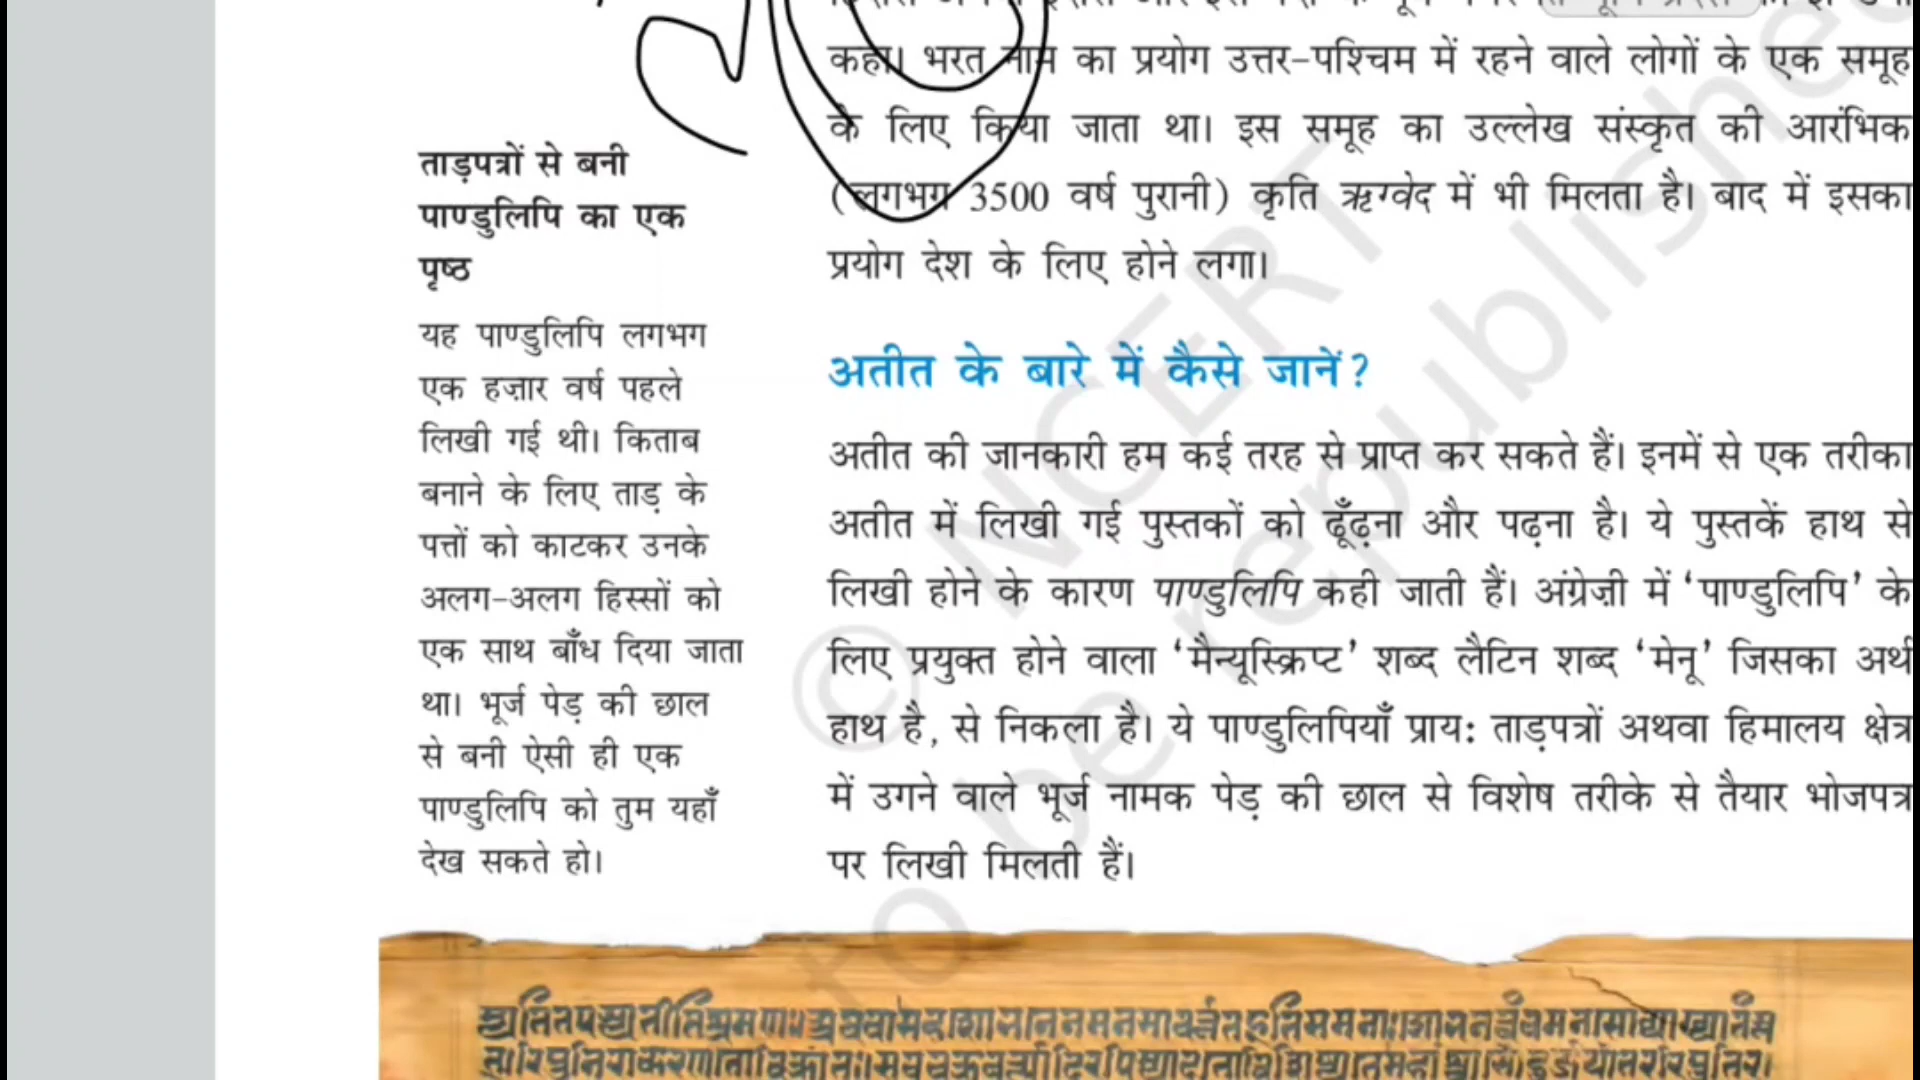 कहा। भरत नाम का प्रयोग उत्तर-पश्चिम में रहने वाले लोगों के एक समूह
के लिए किया जाता था। इस समूह का उल्लेख संस्कृत की आरंभिक
(लगभग 3500 वर्ष पुरानी) कृति ऋग्वेद में भी मिलता है। बाद में इसका
प्रयोग देश के लिए होने लगा।
ताड़पत्रों से बनी
पाण्डुलिपि का एक
पृष्ठ
यह पाण्डुलिपि लगभग
एक हज़ार वर्ष पहले
लिखी गई थी। किताब
बनाने के लिए ताड़ के
पत्तों को काटकर उनके
अलग-अलग हिस्सों को
एक साथ बाँध दिया जाता
था। भूर्ज पेड़ की छाल
से बनी ऐसी ही एक
पाण्डुलिपि को तुम यहाँ
देख सकते हो।
अतीत के बारे में कैसे जानें?
अतीत की जानकारी हम कई तरह से प्राप्त कर सकते हैं। इनमें से एक तरीका
अतीत में लिखी गई पुस्तकों को ढूँढ़ना और पढ़ना है। ये पुस्तकें हाथ से
लिखी होने के कारण पाण्डुलिपि कही जाती हैं। अंग्रेज़ी में ‘पाण्डुलिपि’ के
लिए प्रयुक्त होने वाला ‘मैन्यूस्क्रिप्ट’ शब्द लैटिन शब्द ‘मेनू’ जिसका अर्थ
हाथ है, से निकला है। ये पाण्डुलिपियाँ प्राय: ताड़पत्रों अथवा हिमालय क्षेत्र
में उगने वाले भूर्ज नामक पेड़ की छाल से विशेष तरीके से तैयार भोजपत्र
पर लिखी मिलती हैं।
© NCERT
to be republished